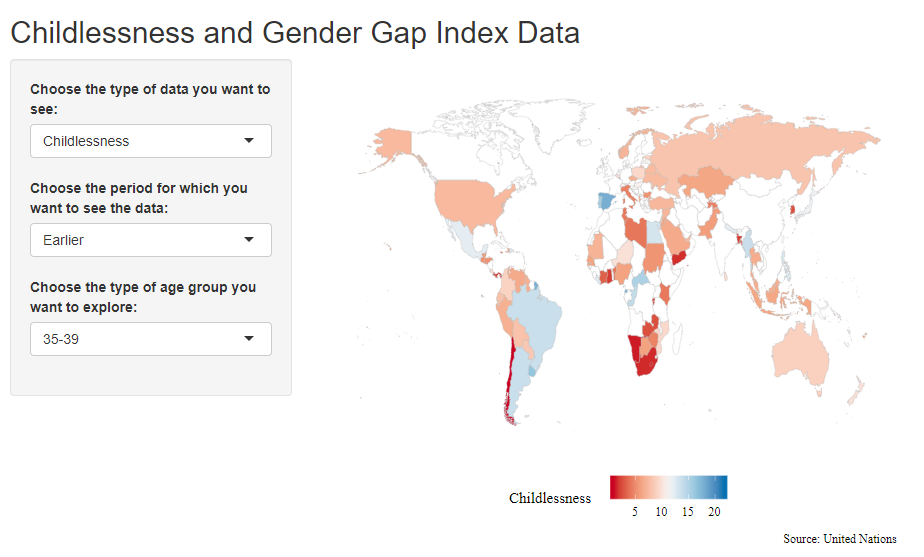 Childlessness and Gender Gap Index Data
Choose the type of data you want to
see:
Childlessness
Choose the period for which you
want to see the data:
Earlier
Choose the type of age group you
want to explore:
35-39
Childlessness
5 10 15 20
Source: United Nations